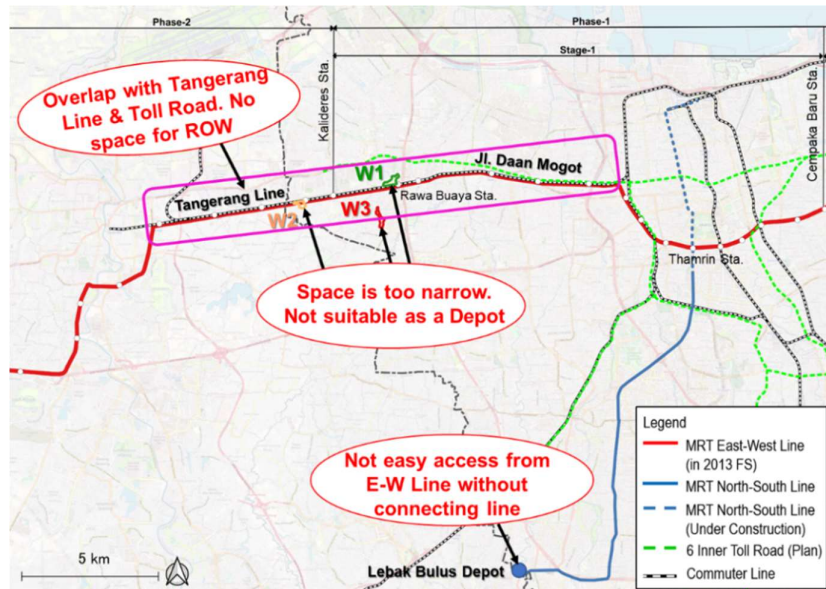 Phase-2
Phase-1
Stage-1
Kalideres Sta.
Cempaka Baru Sta.
Overlap with Tangerang
Line & Toll Road. No
space for ROW
Jl. Daan Mogot
W1
Tangerang Line
Rawa Buaya Sta.
W2
W3
Thamrin Sta.
Space is too narrow.
Not suitable as a Depot
Not easy access from
E-W Line without
connecting line
Lebak Bulus Depot
5 km
Legend
MRT East-West Line
(in 2013 FS)
MRT North-South Line
MRT North-South Line
(Under Construction)
6 Inner Toll Road (Plan)
Commuter Line